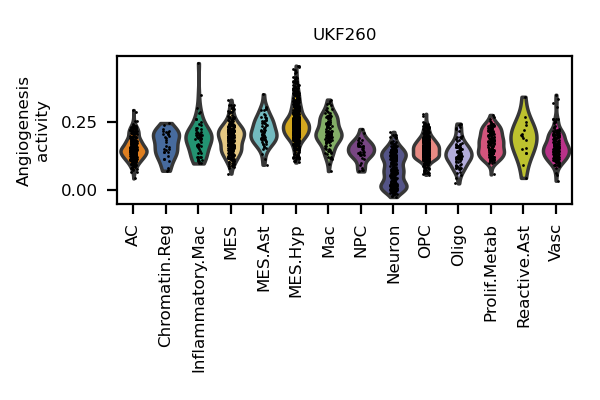 UKF260
Angiogenesis
activity
0.25
0.00
AC
Chromatin.Reg
Inflammatory.Mac
MES
MES.Ast
MES.Hyp
Mac
NPC
Neuron
OPC
Oligo
Prolif.Metab
Reactive.Ast
Vasc